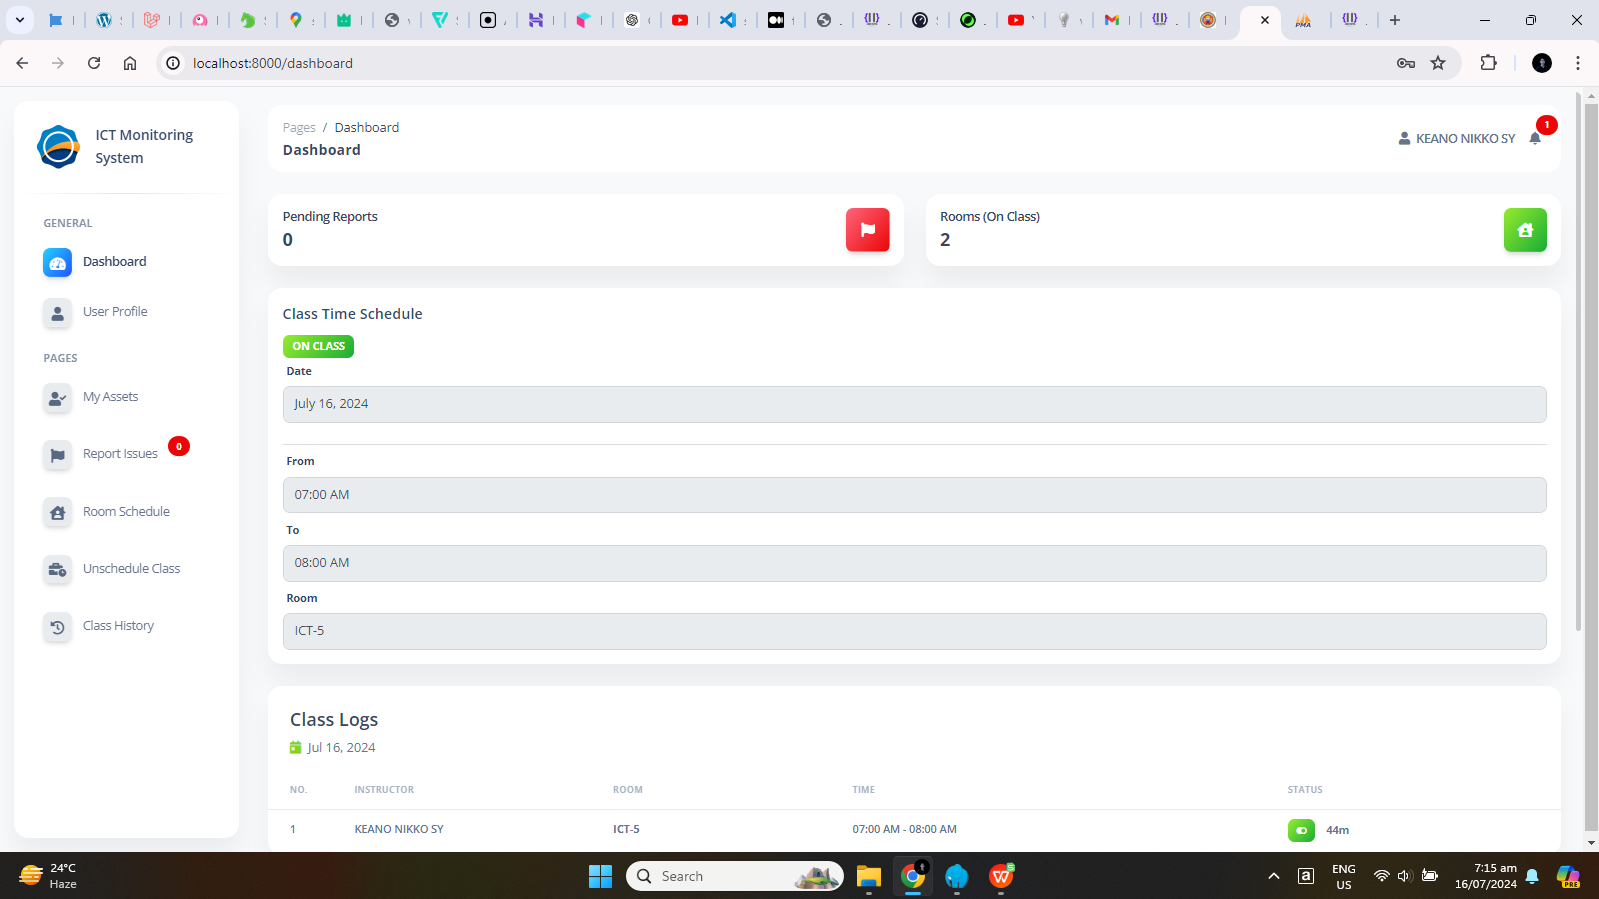 localhost:8000/dashboard
ICT Monitoring
System
GENERAL
Dashboard
User Profile
PAGES
My Assets
Report Issues
0
Room Schedule
Unschedule Class
Class History
Pages / Dashboard
Dashboard
KEANO NIKKO SY
1
Pending Reports
0
Rooms (On Class)
2
Class Time Schedule
ON CLASS
Date
July 16, 2024
From
07:00 AM
To
08:00 AM
Room
ICT-5
Class Logs
Jul 16, 2024
NO. INSTRUCTOR ROOM TIME STATUS
1 KEANO NIKKO SY ICT-5 07:00 AM - 08:00 AM 44m
24°C
Haze
Search
ENG
US
7:15 am
16/07/2024
PRE
PMA